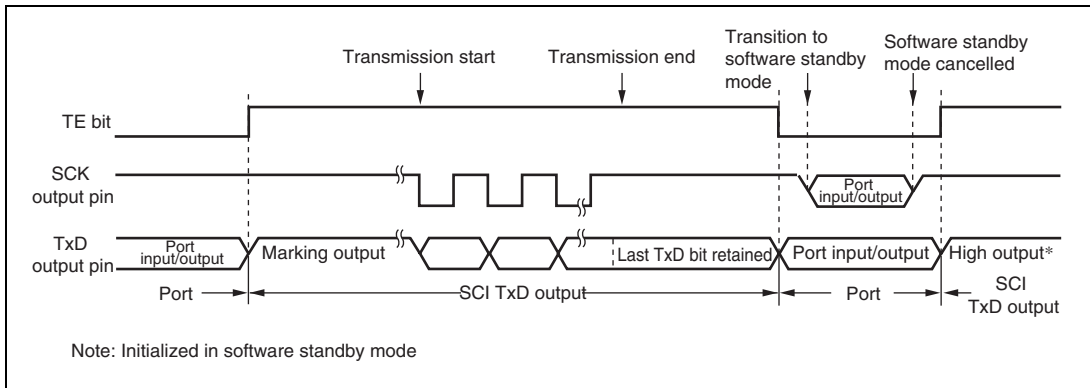 Transmission start
Transmission end
Transition to
software standby
mode
Software standby
mode cancelled
TE bit
SCK
output pin
Port
input/output
TxD
output pin
Port
input/output
Marking output
Last TxD bit retained
Port input/output
High output*
Port
SCI TxD output
Port
SCI
TxD output
Note: Initialized in software standby mode